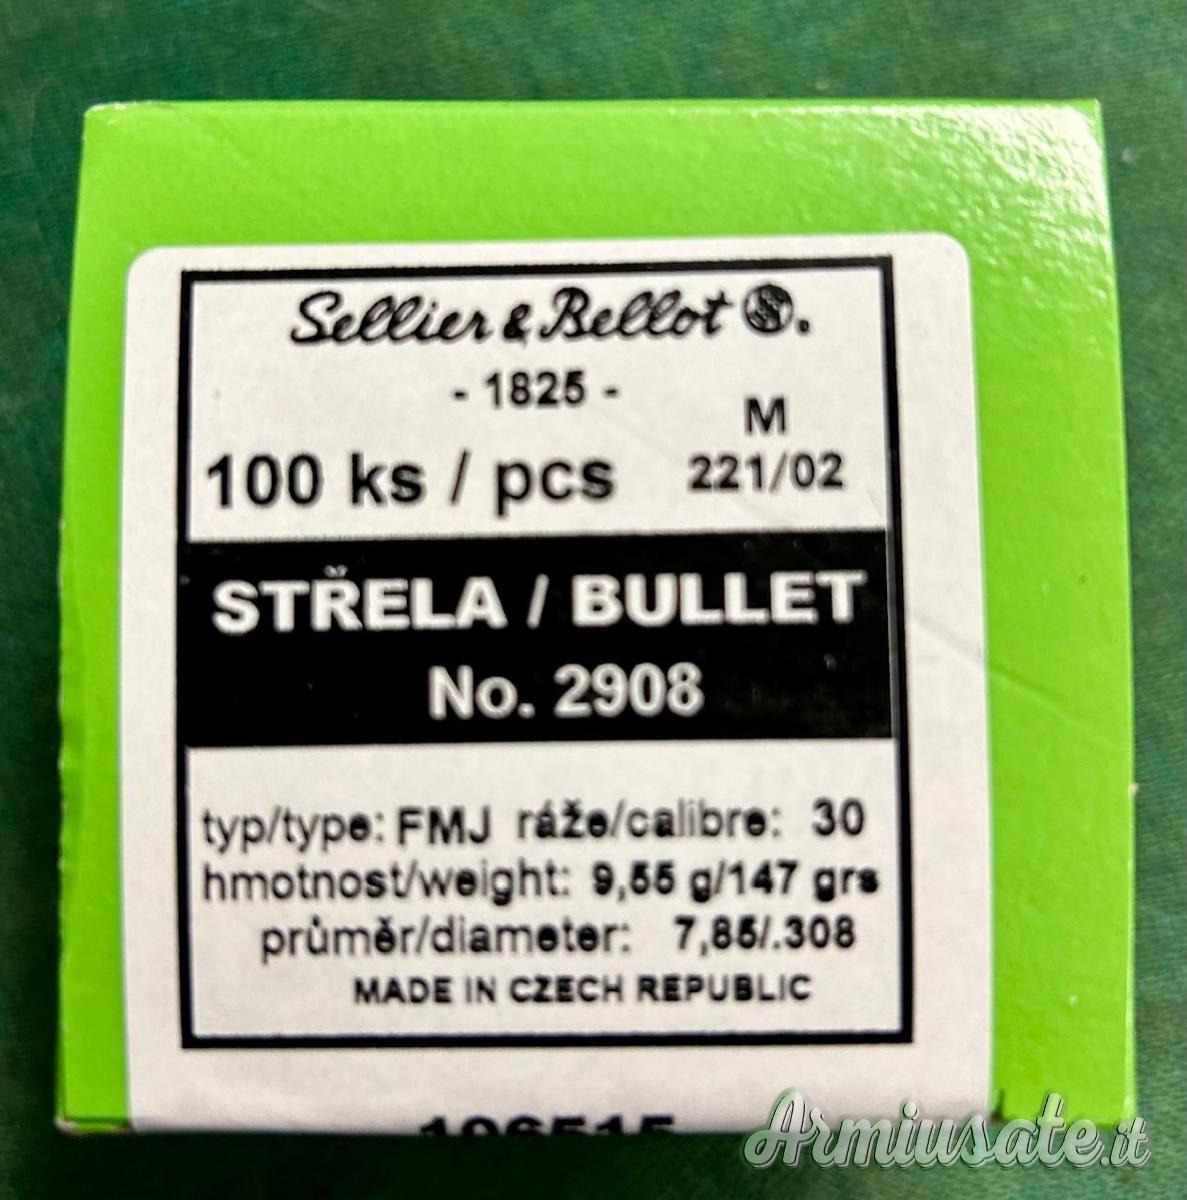 Sellier & Bellot
- 1825 -
M
100 ks / pcs 221/02
STŘELA / BULLET
No. 2908
typ/type: FMJ ráže/calibre: 30
hmotnost/weight: 9,55 g/147 grs
průměr/diameter: 7,85/.308
MADE IN CZECH REPUBLIC
Armiusate.it